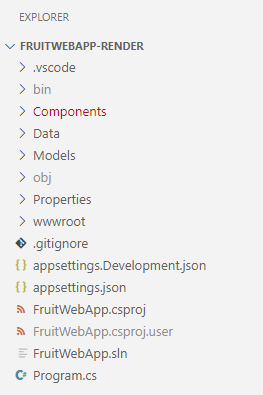 EXPLORER
FRUITWEBAPP-RENDER
.vscode
bin
Components
Data
Models
obj
Properties
wwwroot
.gitignore
{ } appsettings.Development.json
{ } appsettings.json
FruitWebApp.csproj
FruitWebApp.csproj.user
FruitWebApp.sln
C# Program.cs